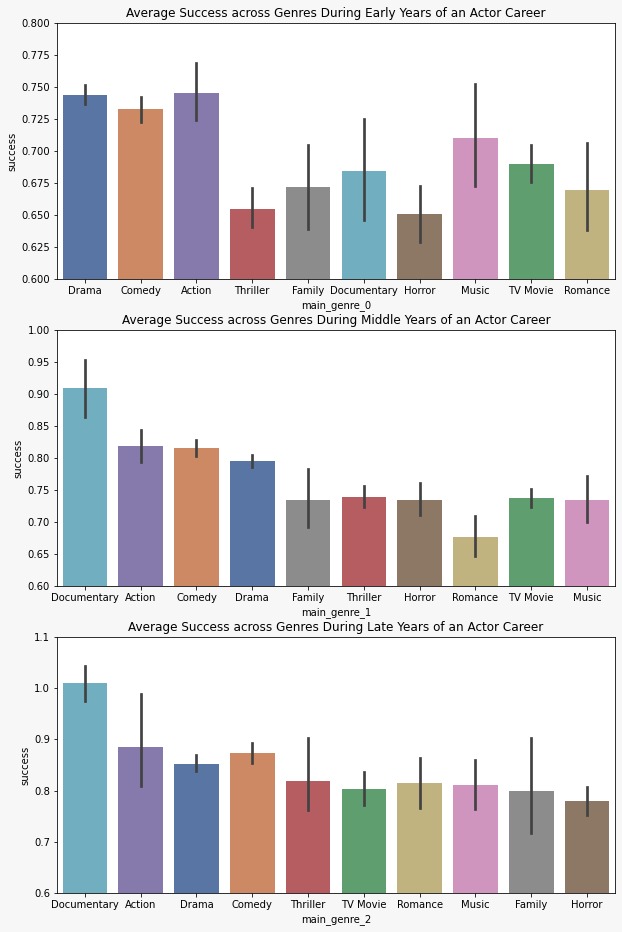 Average Success across Genres During Early Years of an Actor Career
0.800
0.775
0.750
0.725
0.700
0.675
0.650
0.625
0.600
success
Drama Comedy Action Thriller Family Documentary Horror Music TV Movie Romance
main_genre_0
Average Success across Genres During Middle Years of an Actor Career
1.00
0.95
0.90
0.85
0.80
0.75
0.70
0.65
0.60
success
Documentary Action Comedy Drama Family Thriller Horror Romance TV Movie Music
main_genre_1
Average Success across Genres During Late Years of an Actor Career
1.1
1.0
0.9
0.8
0.7
0.6
success
Documentary Action Drama Comedy Thriller TV Movie Romance Music Family Horror
main_genre_2